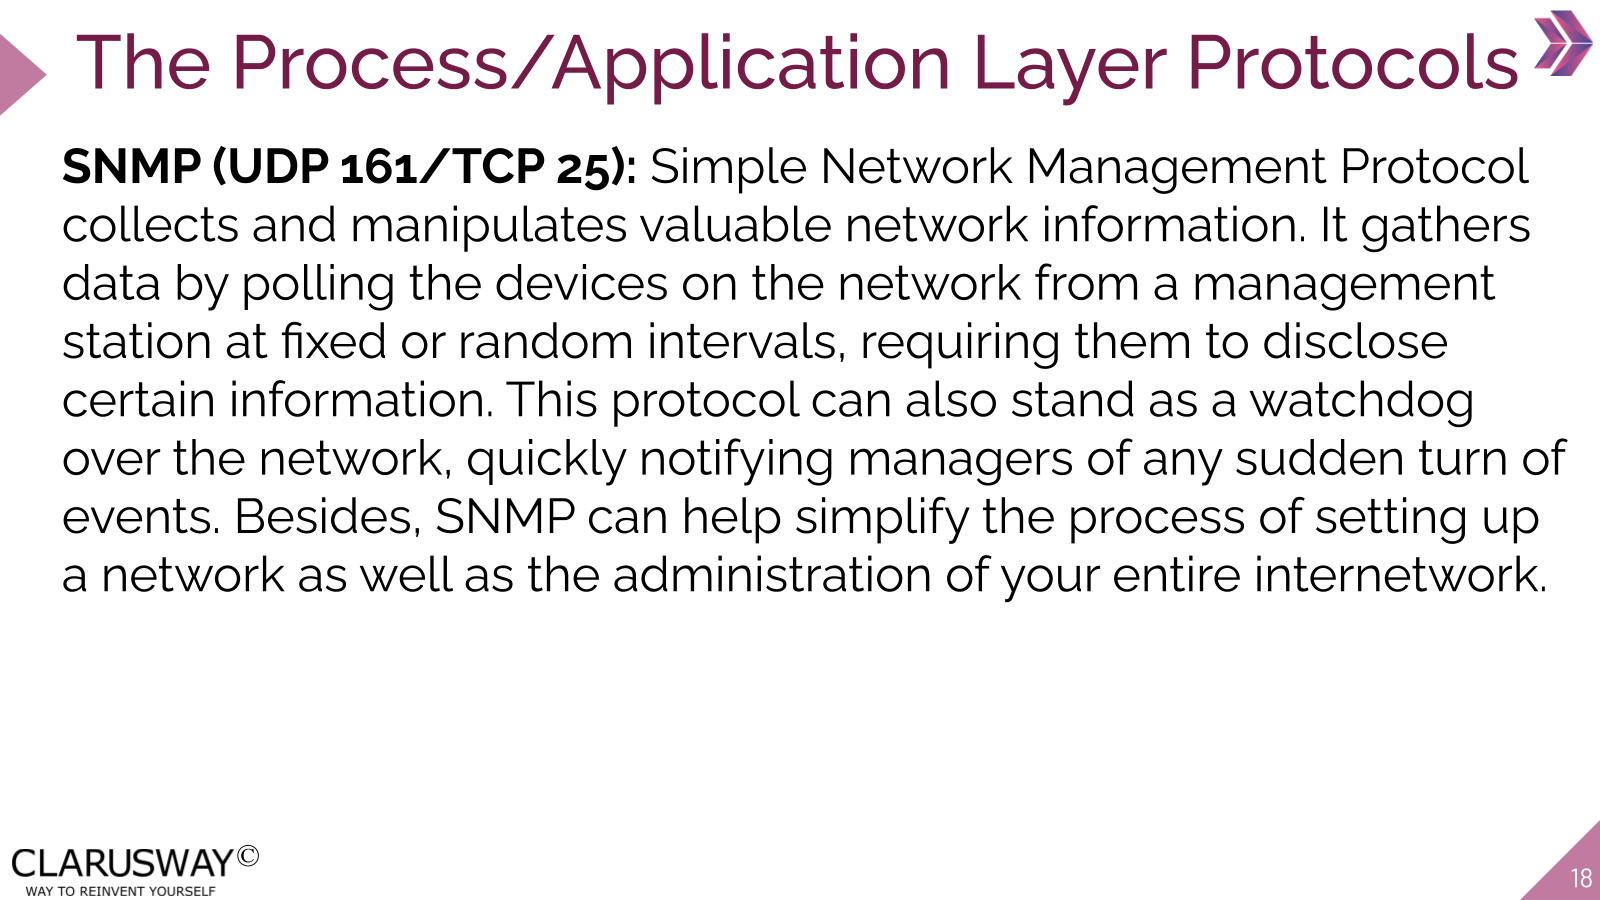 The Process/Application Layer Protocols
SNMP (UDP 161/TCP 25): Simple Network Management Protocol
collects and manipulates valuable network information. It gathers
data by polling the devices on the network from a management
station at fixed or random intervals, requiring them to disclose
certain information. This protocol can also stand as a watchdog
over the network, quickly notifying managers of any sudden turn of
events. Besides, SNMP can help simplify the process of setting up
a network as well as the administration of your entire internetwork.
CLARUSWAY©
WAY TO REINVENT YOURSELF
18